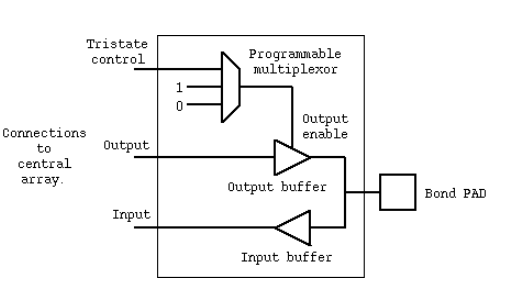 Tristate
control
Programmable
multiplexor
1
0
Output
enable
Connections
to
central
array.
Output
Output buffer
Bond PAD
Input
Input buffer